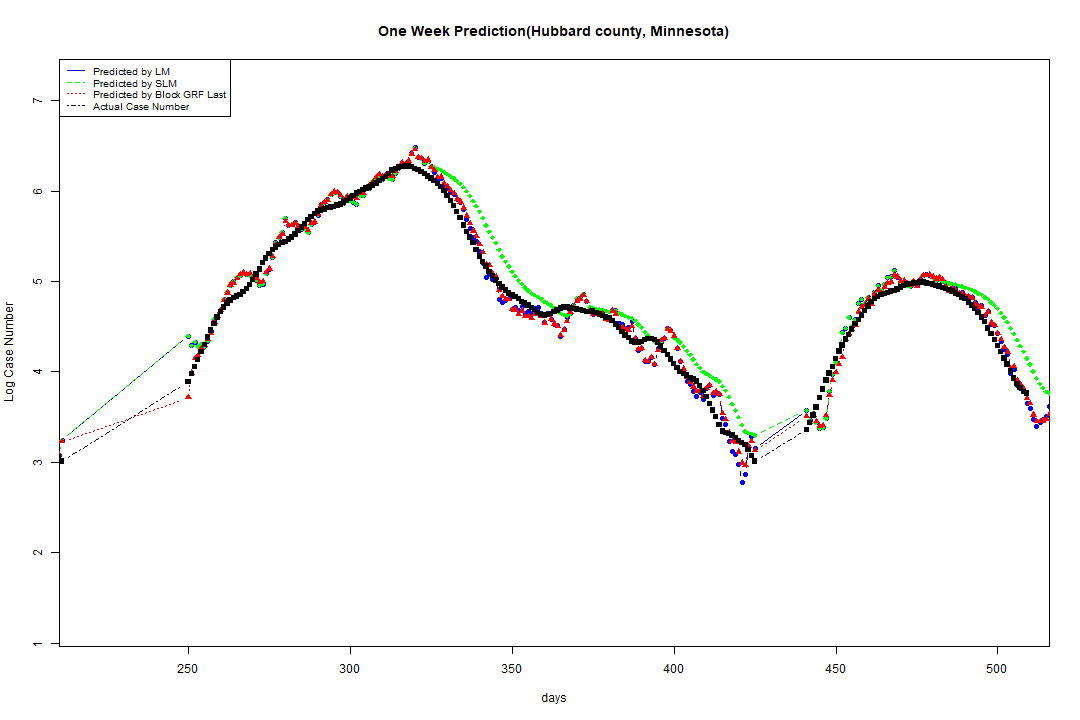 One Week Prediction(Hubbard county, Minnesota)
Predicted by LM
Predicted by SLM
Predicted by Block GRF Last
Actual Case Number
7
6
5
4
3
2
1
Log Case Number
250 300 350 400 450 500
days